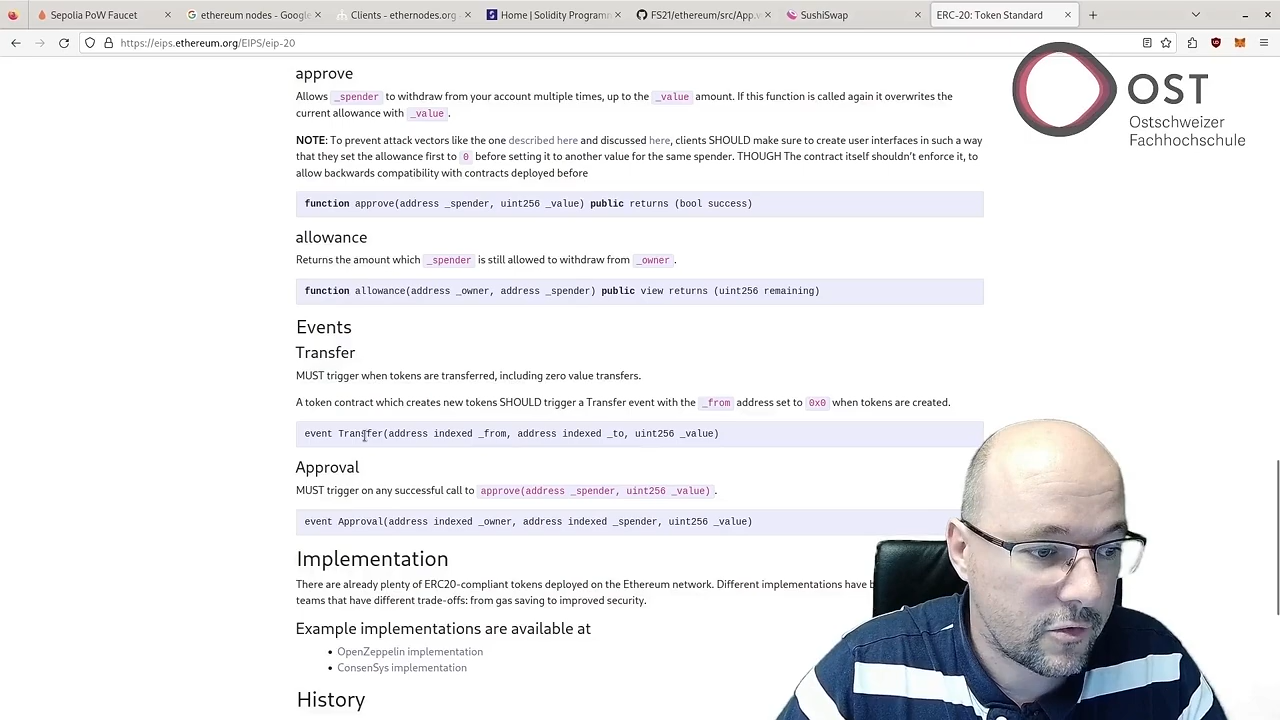 Sepolia PoW Faucet
ethereum nodes - Google
Clients - ethernodes.org -
Home | Solidity Program
FS21/ethereum/src/App.v
SushiSwap
ERC-20: Token Standard
https://eips.ethereum.org/EIPS/eip-20
OST
Ostschweizer
Fachhochschule
approve
Allows _spender to withdraw from your account multiple times, up to the _value amount. If this function is called again it overwrites the
current allowance with _value.
NOTE: To prevent attack vectors like the one described here and discussed here, clients SHOULD make sure to create user interfaces in such a way
that they set the allowance first to 0 before setting it to another value for the same spender. THOUGH The contract itself shouldn't enforce it, to
allow backwards compatibility with contracts deployed before
function approve(address _spender, uint256 _value) public returns (bool success)
allowance
Returns the amount which _spender is still allowed to withdraw from _owner.
function allowance(address _owner, address _spender) public view returns (uint256 remaining)
Events
Transfer
MUST trigger when tokens are transferred, including zero value transfers.
A token contract which creates new tokens SHOULD trigger a Transfer event with the _from address set to 0x0 when tokens are created.
event Transfer(address indexed _from, address indexed _to, uint256 _value)
Approval
MUST trigger on any successful call to approve(address _spender, uint256 _value).
event Approval(address indexed _owner, address indexed _spender, uint256 _value)
Implementation
There are already plenty of ERC20-compliant tokens deployed on the Ethereum network. Different implementations have
teams that have different trade-offs: from gas saving to improved security.
Example implementations are available at
• OpenZeppelin implementation
• ConsenSys implementation
History